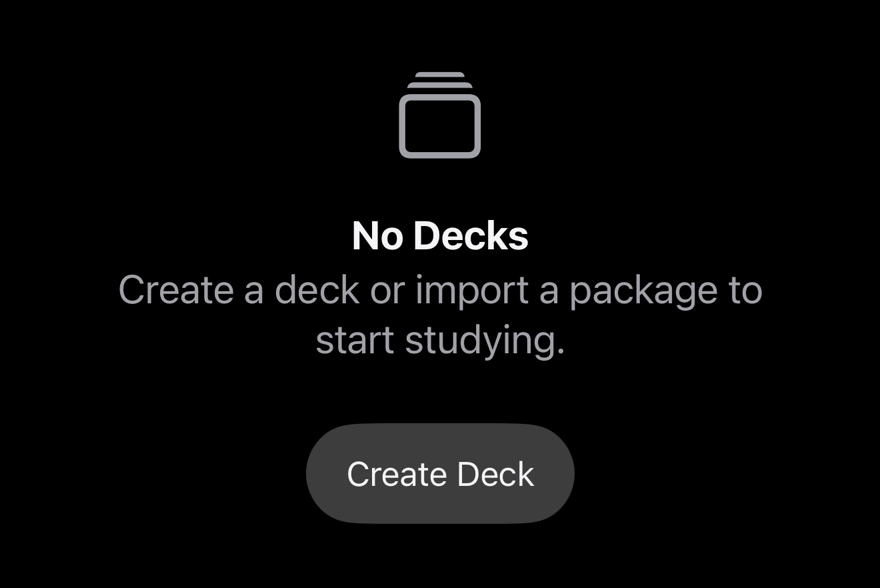 No Decks
Create a deck or import a package to
start studying.
Create Deck